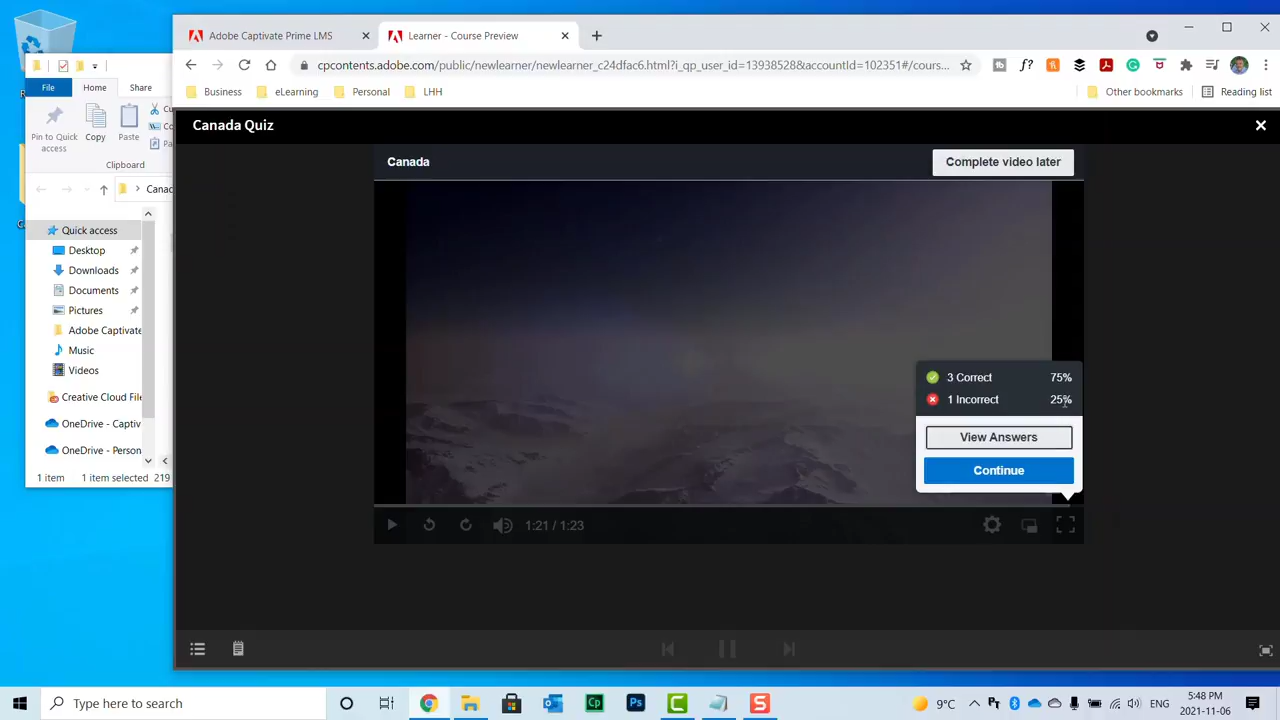 Adobe Captivate Prime LMS
Learner - Course Preview
cpcontents.adobe.com/public/newlearner/newlearner_c24dfac6.html?i_qp_user_id=13938528&accountId=102351#/cours...
Business
eLearning
Personal
LHH
Other bookmarks
Reading list
File
Home
Share
Pin to Quick
access
Copy
Paste
Clipboard
Canad
Quick access
Desktop
Downloads
Documents
Pictures
Adobe Captivate
Music
Videos
Creative Cloud File
OneDrive - Captiv
OneDrive - Person
1 item
1 item selected
219
Canada Quiz
Canada
Complete video later
3 Correct
75%
1 Incorrect
25%
View Answers
Continue
1:21 / 1:23
Type here to search
9°C
ENG
5:48 PM
2021-11-06